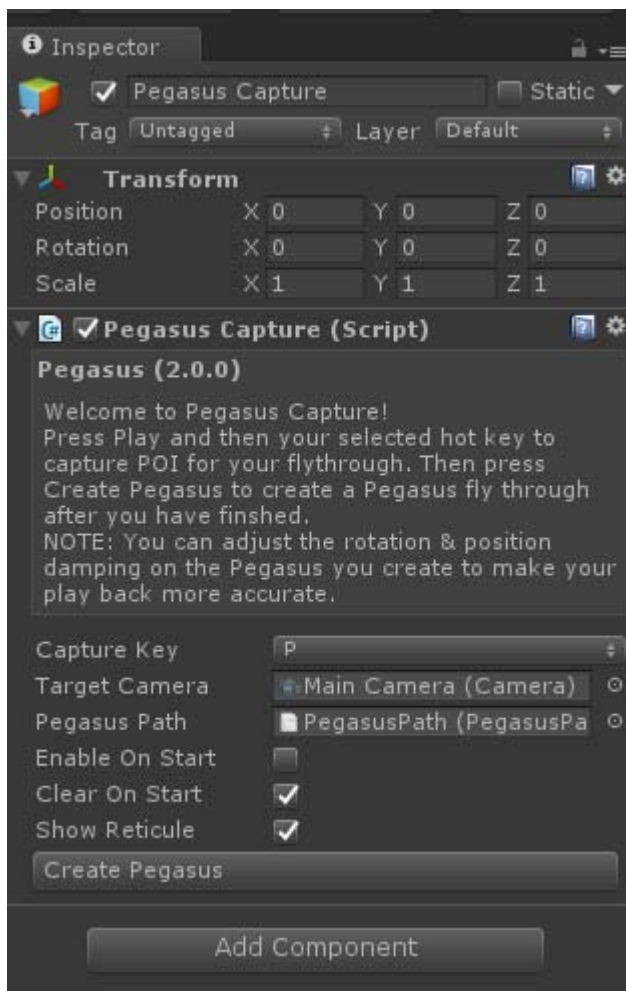 Inspector
Pegasus Capture Static
Tag Untagged Layer Default
Transform
Position X 0 Y 0 Z 0
Rotation X 0 Y 0 Z 0
Scale X 1 Y 1 Z 1
Pegasus Capture (Script)
Pegasus (2.0.0)
Welcome to Pegasus Capture!
Press Play and then your selected hot key to
capture POI for your flythrough. Then press
Create Pegasus to create a Pegasus fly through
after you have finshed.
NOTE: You can adjust the rotation & position
damping on the Pegasus you create to make your
play back more accurate.
Capture Key P
Target Camera Main Camera (Camera)
Pegasus Path PegasusPath (PegasusPa
Enable On Start
Clear On Start
Show Reticule
Create Pegasus
Add Component